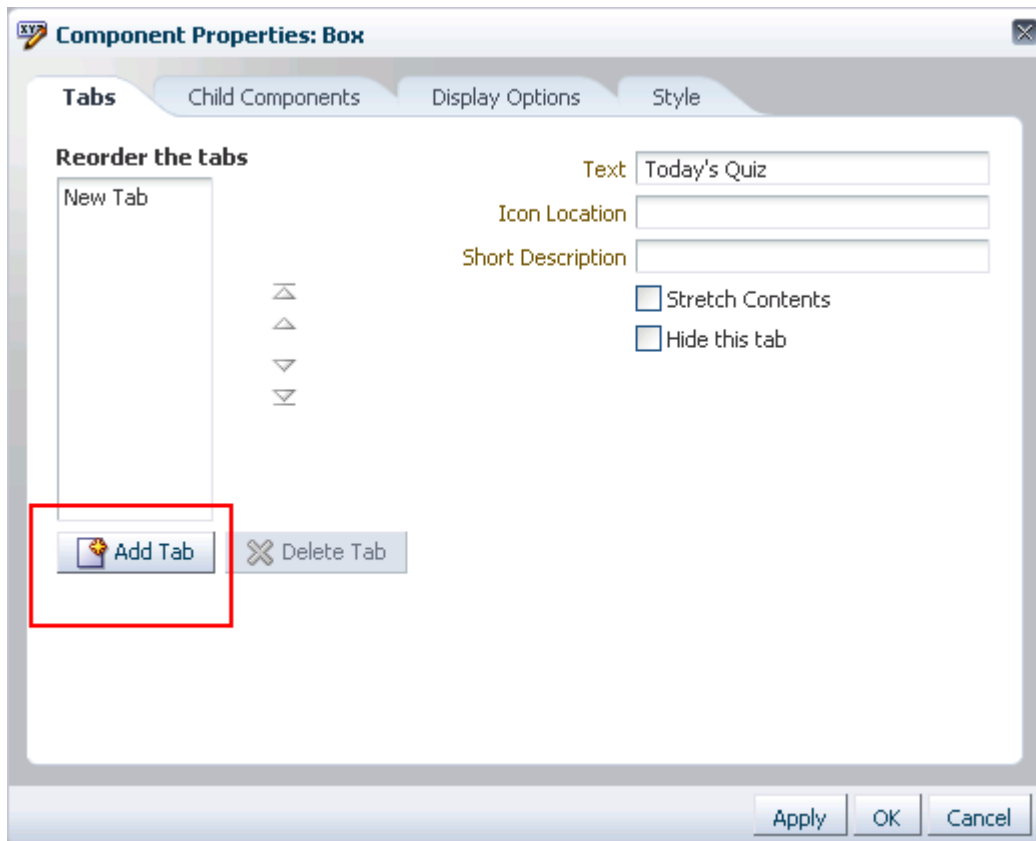 Component Properties: Box
Tabs
Child Components
Display Options
Style
Reorder the tabs
New Tab
Text
Today's Quiz
Icon Location
Short Description
Stretch Contents
Hide this tab
Add Tab
Delete Tab
Apply
OK
Cancel